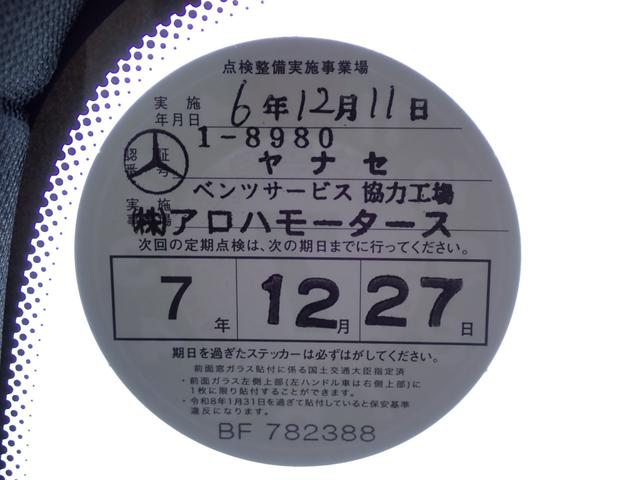 点検整備実施事業場
実施年月日 6年12月11日
認証番号 1-8980
ヤナセ
ベンツサービス 協力工場
実施 ㈱アロハモータース
次回の定期点検は、次の期日までに行ってください。
7年 12月 27日
期日を過ぎたステッカーは必ずはがしてください。
前面窓ガラス貼付に係る国土交通大臣指定済
・前面ガラス左側上部(左ハンドル車は右側上部)に
1枚に限り貼付することができます。
・令和8年1月31日を過ぎて貼付していると保安基準
違反になります。
BF 782388